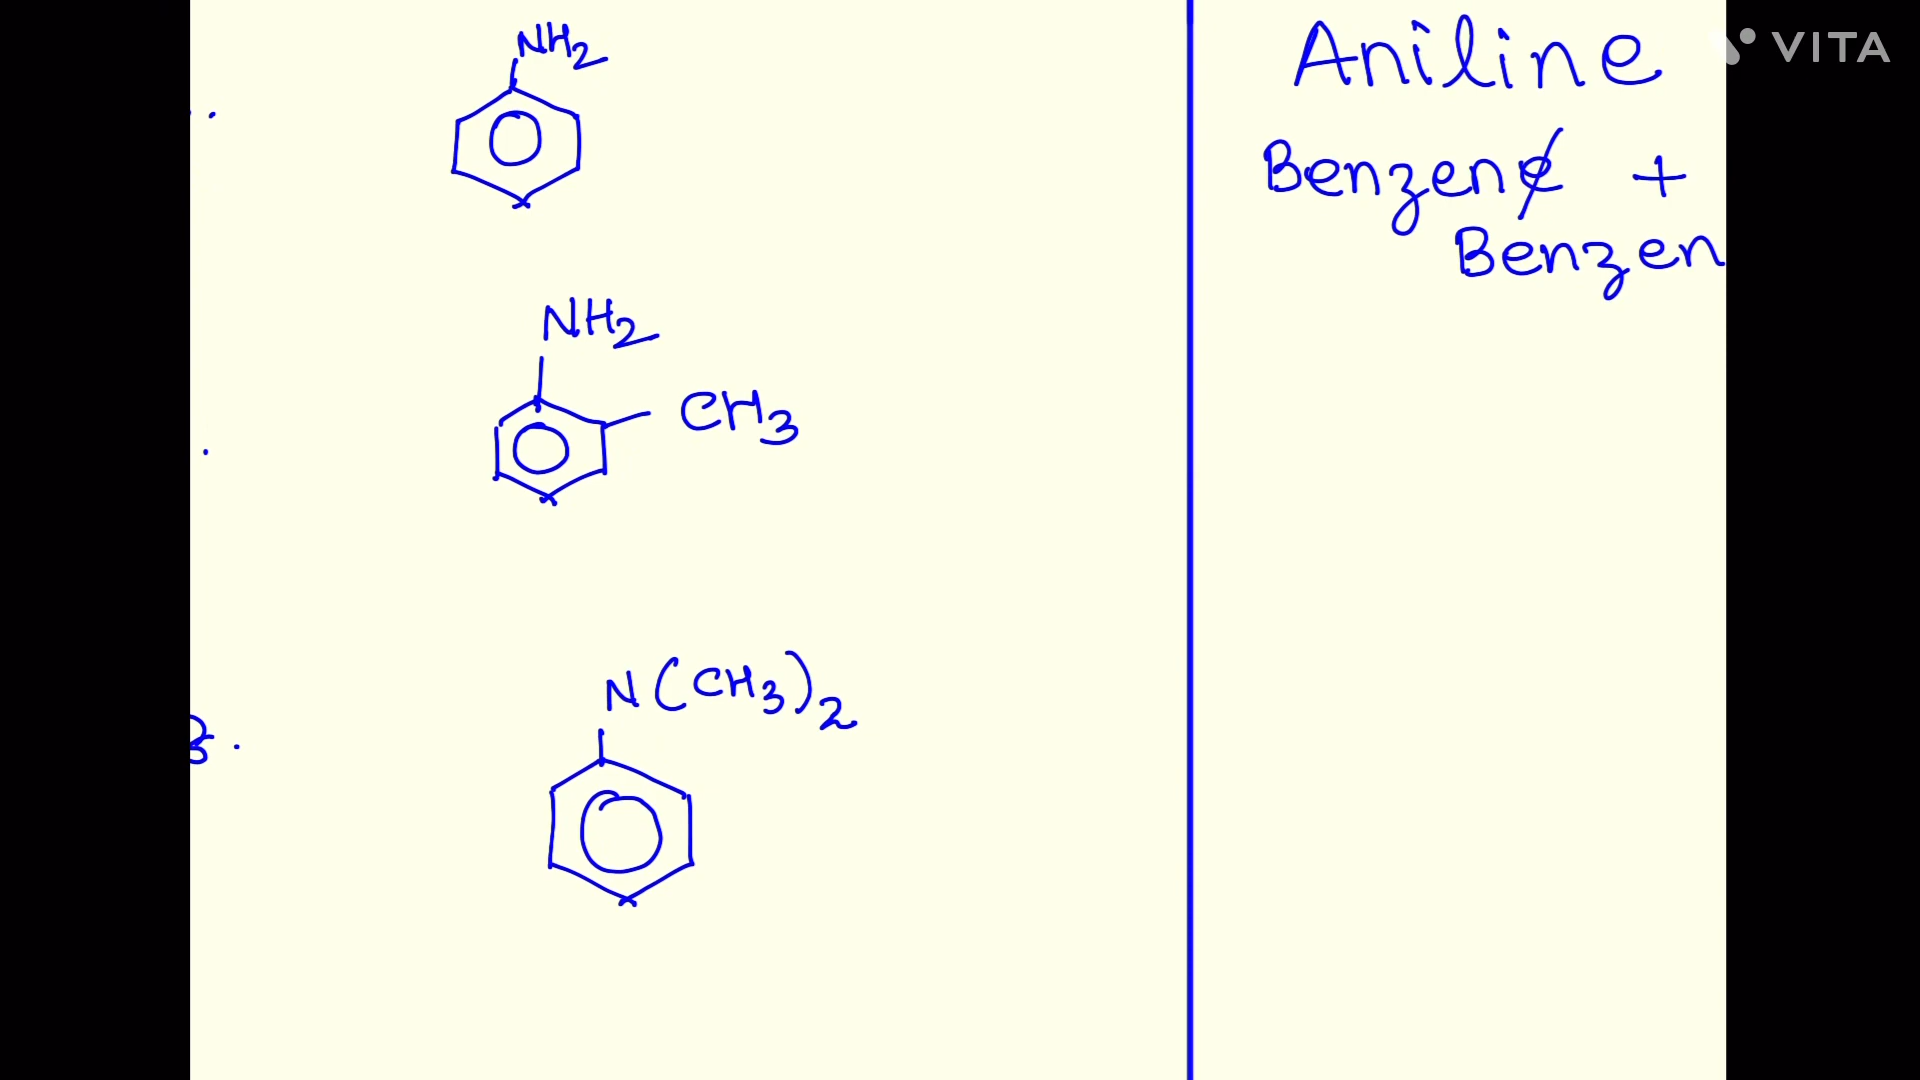 NH2
Aniline
VITA
.
Benzene +
Benzen
NH2
CH3
.
N(CH3)2
3.